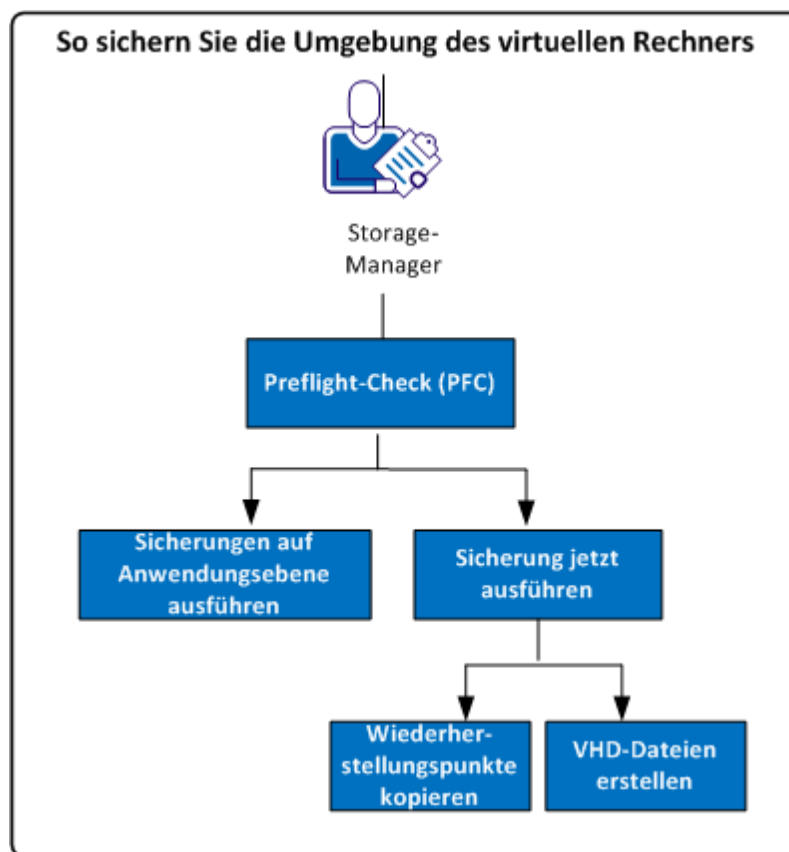 So sichern Sie die Umgebung des virtuellen Rechners
Storage-
Manager
Preflight-Check (PFC)
Sicherungen auf
Anwendungsebene
ausführen
Sicherung jetzt
ausführen
Wiederher-
stellungspunkte
kopieren
VHD-Dateien
erstellen